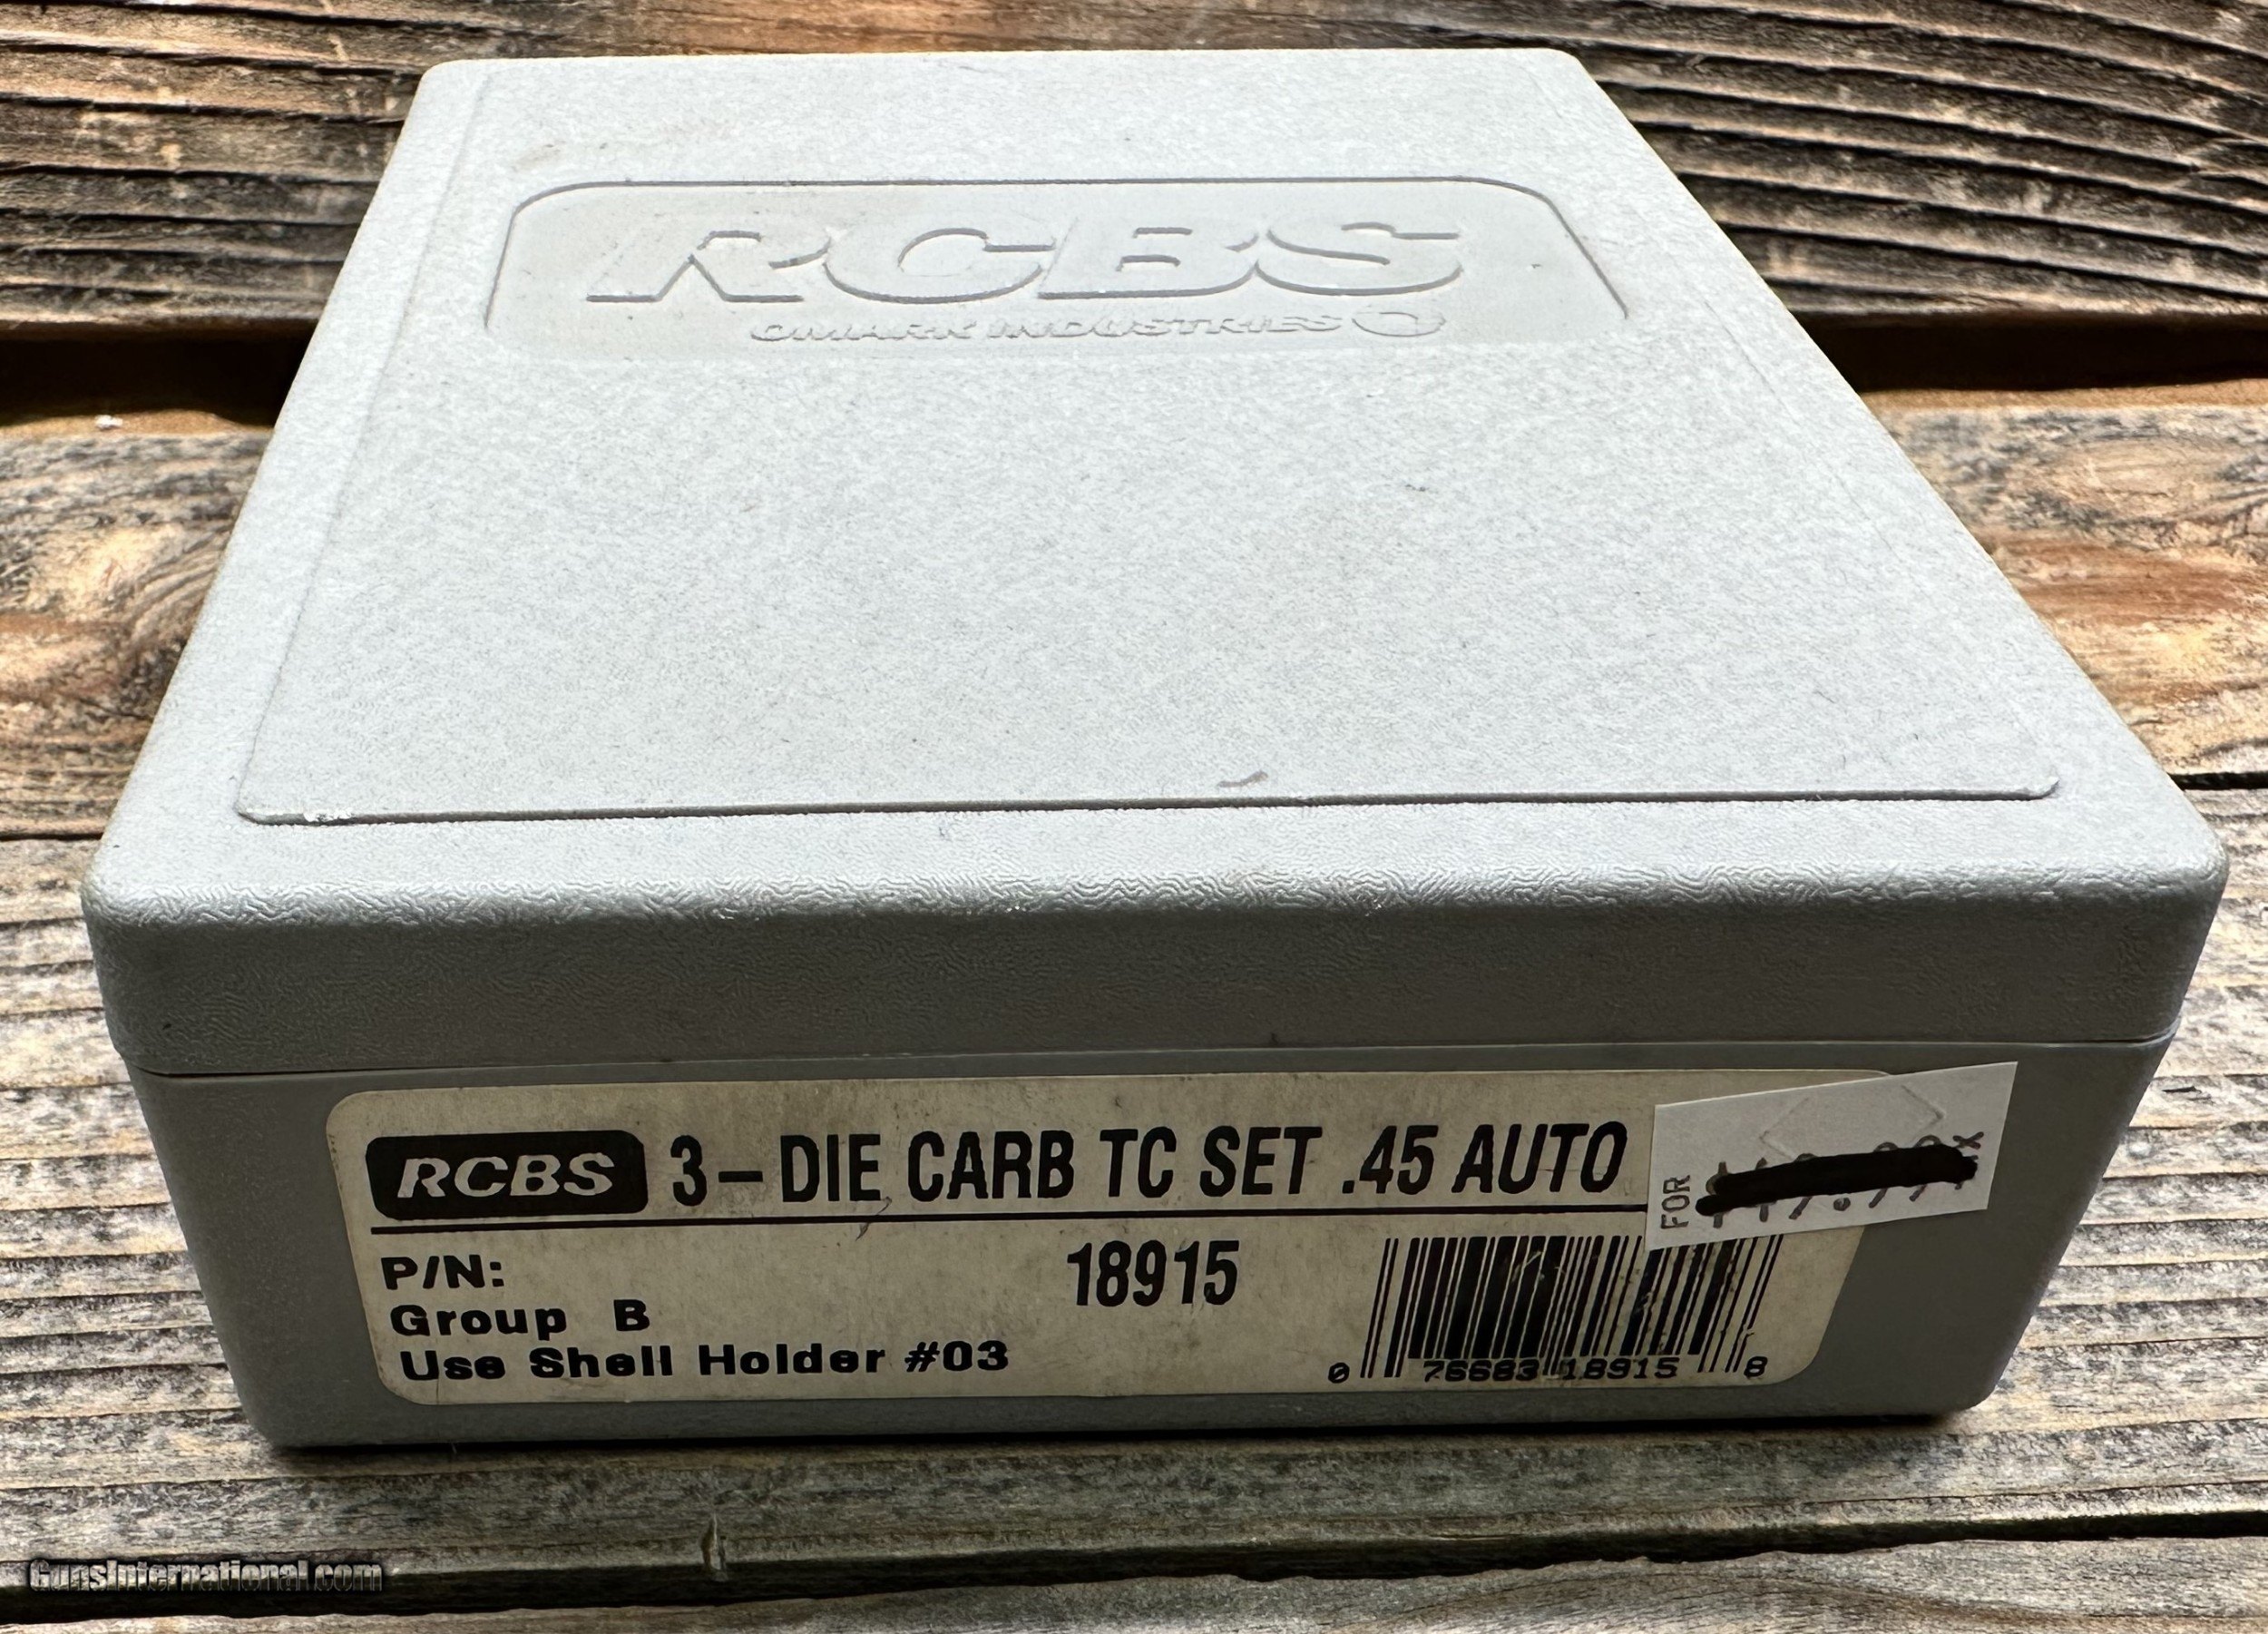 RCBS
OMARK INDUSTRIES
RCBS 3-DIE CARB TC SET .45 AUTO
FOR
P/N: 18915
Group B
Use Shell Holder #03
0 76683 18915 8
GunsInternational.com